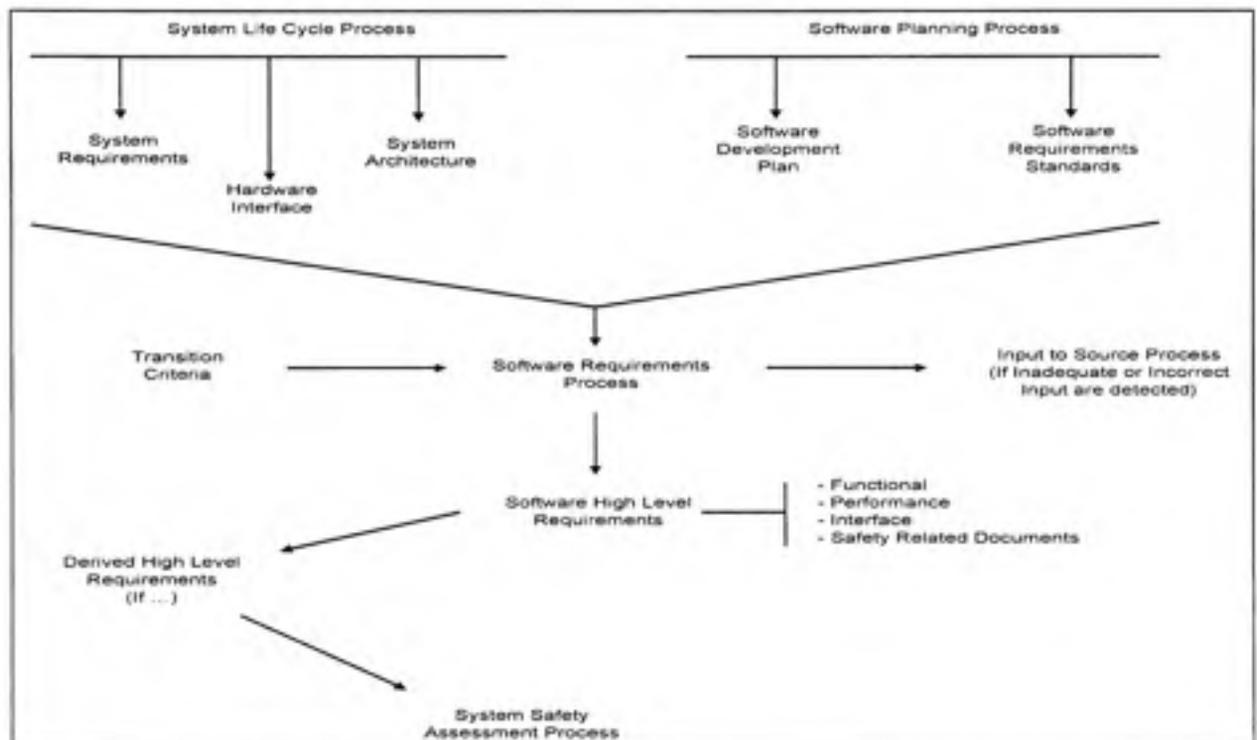 System Life Cycle Process
Software Planning Process
System
Requirements
Hardware
Interface
System
Architecture
Software
Development
Plan
Software
Requirements
Standards
Transition
Criteria
Software Requirements
Process
Input to Source Process
(If Inadequate or Incorrect
Input are detected)
Software High Level
Requirements
- Functional
- Performance
- Interface
- Safety Related Documents
Derived High Level
Requirements
(If ...)
System Safety
Assessment Process